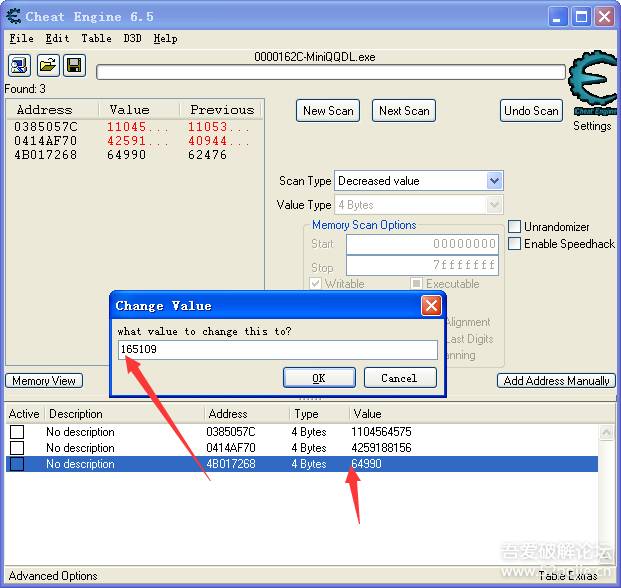 Cheat Engine 6.5
File Edit Table D3D Help
0000162C-MiniQQDL.exe
Found: 3
Address Value Previous
0385057C 11045... 11053...
0414AF70 42591... 40944...
4B017268 64990 62476
New Scan Next Scan Undo Scan
Cheat Engine
Settings
Scan Type Decreased value
Value Type 4 Bytes
Memory Scan Options
Start 00000000
Stop 7fffffff
Writable Executable
Unrandomizer
Enable Speedhack
Alignment
Last Digits
Change Value
what value to change this to?
165109
OK Cancel
Memory View Add Address Manually
Active Description Address Type Value
No description 0385057C 4 Bytes 1104564575
No description 0414AF70 4 Bytes 4259188156
No description 4B017268 4 Bytes 64990
吾爱破解论坛
www.52pojie.cn
Advanced Options Table Extras